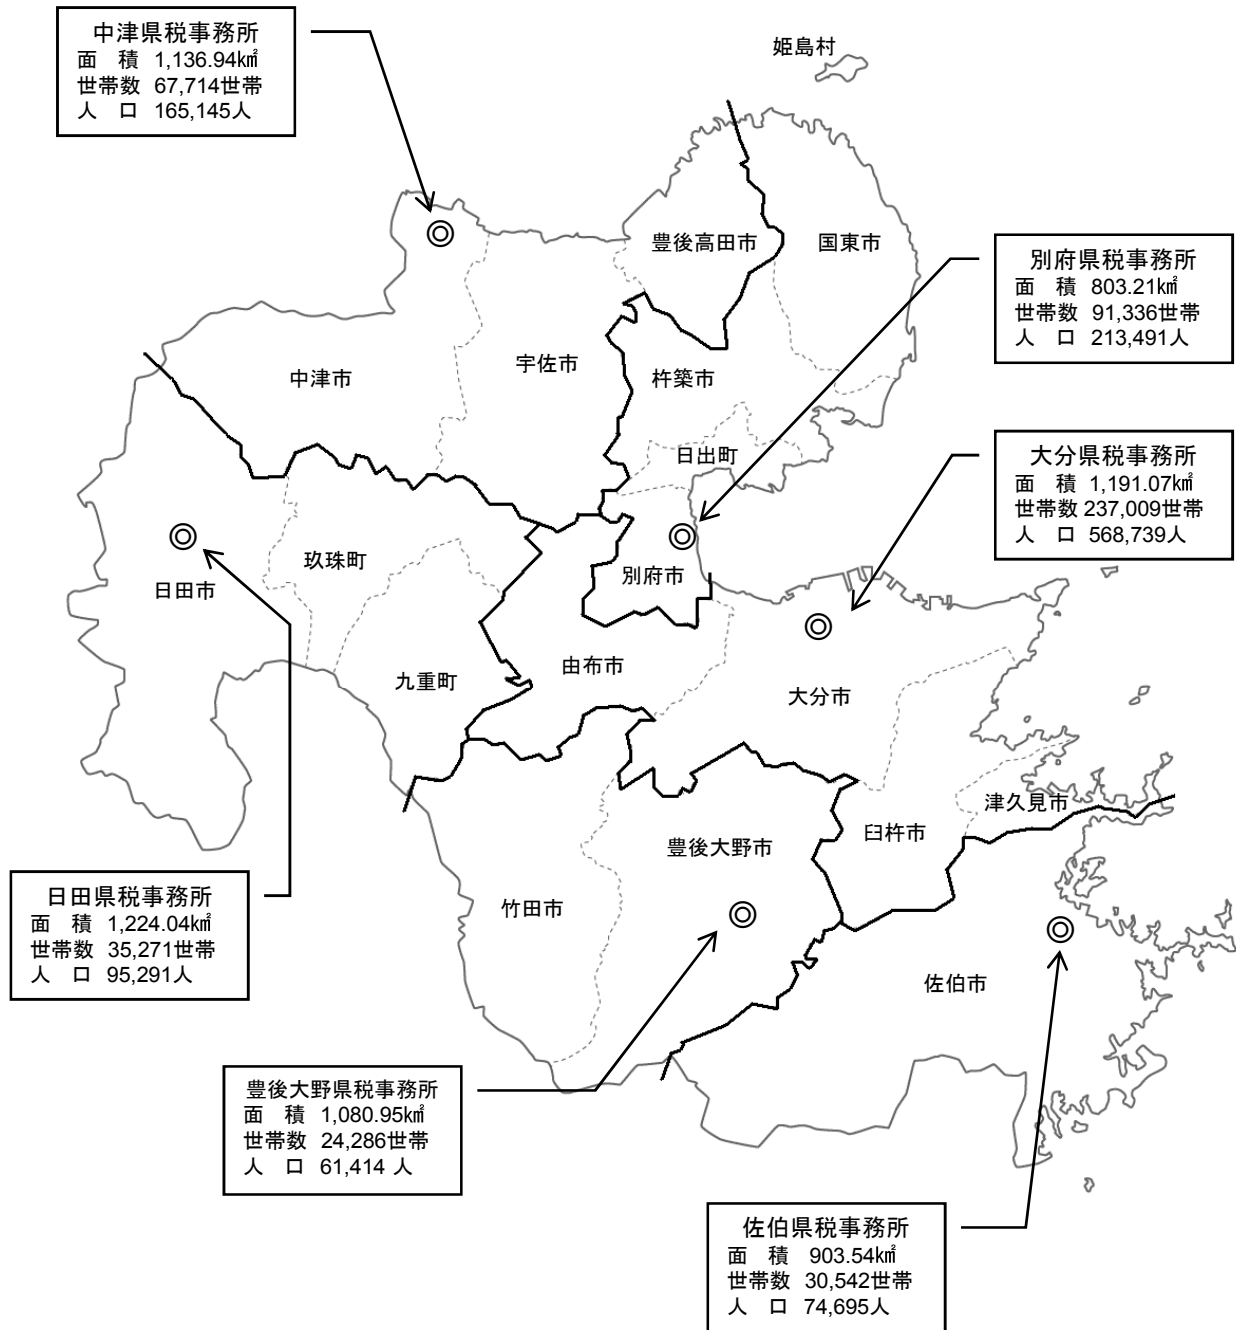 中津県税事務所
面 積 1,136.94㎢
世帯数 67,714世帯
人 口 165,145人
姫島村
豊後高田市
国東市
別府県税事務所
面 積 803.21㎢
世帯数 91,336世帯
人 口 213,491人
中津市
宇佐市
杵築市
日出町
大分県税事務所
面 積 1,191.07㎢
世帯数 237,009世帯
人 口 568,739人
日田市
玖珠町
別府市
九重町
由布市
大分市
津久見市
臼杵市
豊後大野市
竹田市
佐伯市
日田県税事務所
面 積 1,224.04㎢
世帯数 35,271世帯
人 口 95,291人
豊後大野県税事務所
面 積 1,080.95㎢
世帯数 24,286世帯
人 口 61,414 人
佐伯県税事務所
面 積 903.54㎢
世帯数 30,542世帯
人 口 74,695人